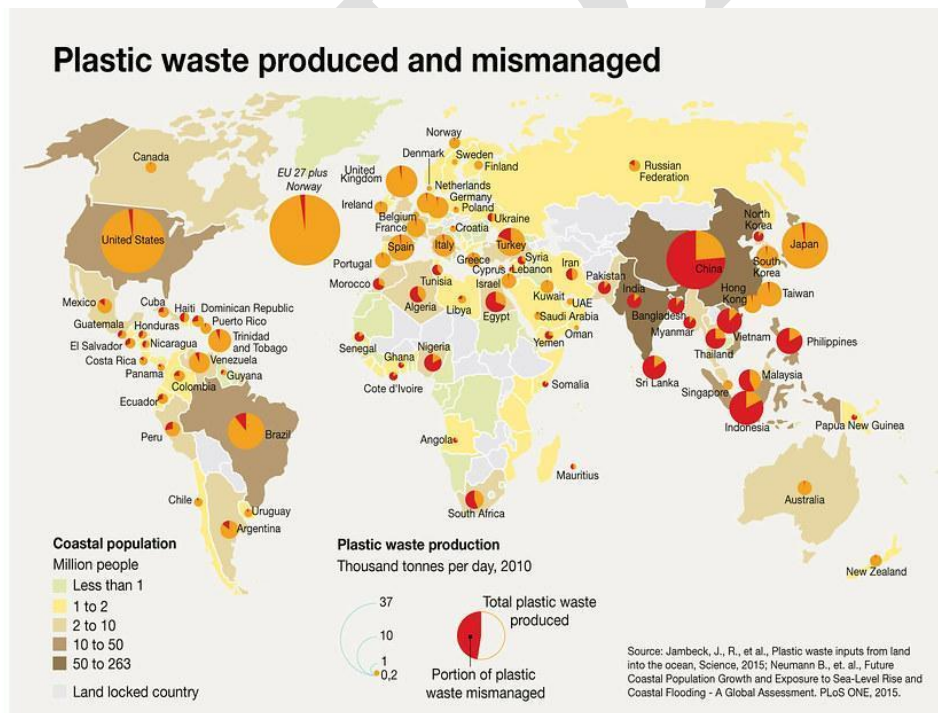 Plastic waste produced and mismanaged
Norway
Denmark
Sweden
Finland
Canada
EU 27 plus
Norway
United
Kingdom
Netherlands
Germany
Poland
Russian
Federation
Ireland
Belgium
France
Ukraine
Croatia
North
Korea
United States
Spain
Italy
Turkey
China
Japan
Portugal
Greece
Syria
Cyprus
Lebanon
Iran
South
Korea
Morocco
Tunisia
Israel
Pakistan
India
Hong
Kong
Taiwan
Mexico
Cuba
Haiti
Dominican Republic
Puerto Rico
Algeria
Libya
Egypt
Kuwait
UAE
Saudi Arabia
Oman
Yemen
Bangladesh
Myanmar
Vietnam
Philippines
Guatemala
Honduras
El Salvador
Nicaragua
Trinidad
and Tobago
Costa Rica
Venezuela
Panama
Guyana
Colombia
Senegal
Ghana
Nigeria
Cote d'Ivoire
Somalia
Thailand
Sri Lanka
Malaysia
Singapore
Indonesia
Papua New Guinea
Ecuador
Peru
Brazil
Angola
Mauritius
Chile
Uruguay
Argentina
South Africa
Australia
New Zealand
Coastal population
Million people
Less than 1
1 to 2
2 to 10
10 to 50
50 to 263
Land locked country
Plastic waste production
Thousand tonnes per day, 2010
37
10
1
0,2
Total plastic waste
produced
Portion of plastic
waste mismanaged
Source: Jambeck, J., R., et al., Plastic waste inputs from land
into the ocean, Science, 2015; Neumann B., et. al., Future
Coastal Population Growth and Exposure to Sea-Level Rise and
Coastal Flooding - A Global Assessment. PLoS ONE, 2015.